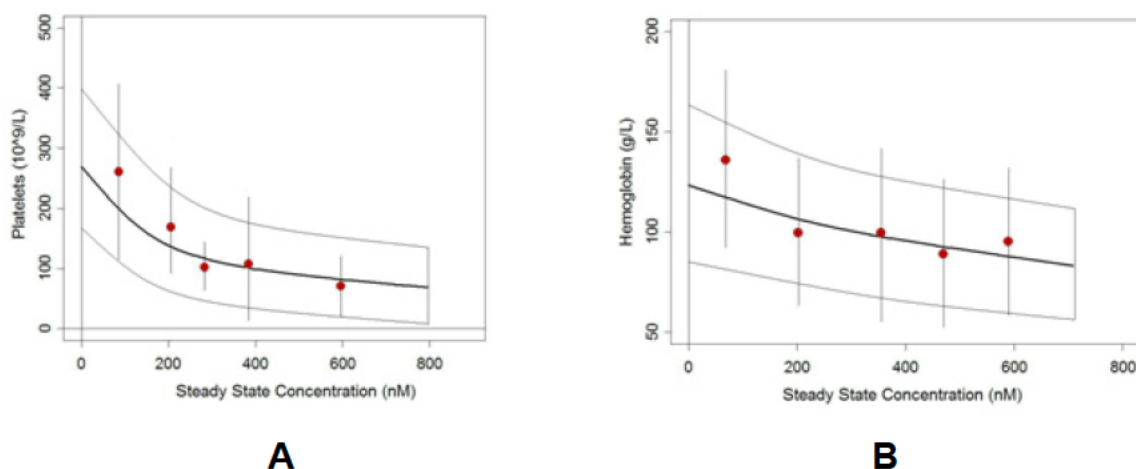 Platelets (10^9/L)
500
400
300
200
100
0
0 200 400 600 800
Steady State Concentration (nM)
A
Hemoglobin (g/L)
200
150
100
50
0 200 400 600 800
Steady State Concentration (nM)
B